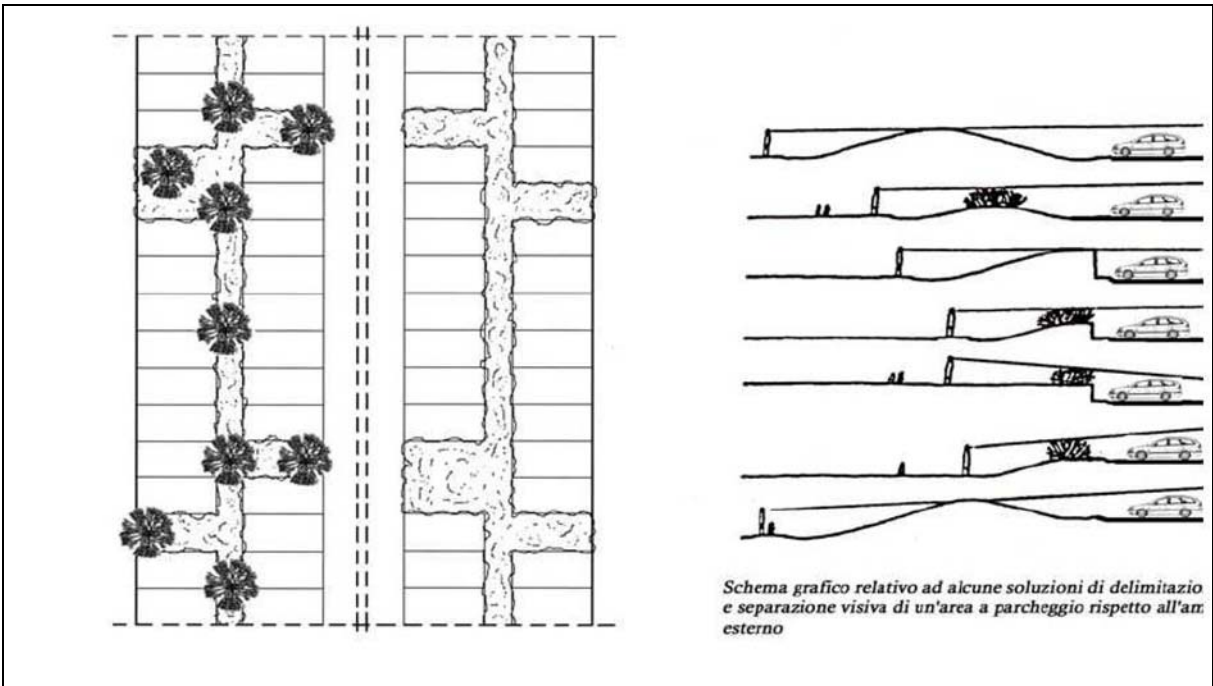 Schema grafico relativo ad alcune soluzioni di delimitazio
e separazione visiva di un'area a parcheggio rispetto all'am
esterno